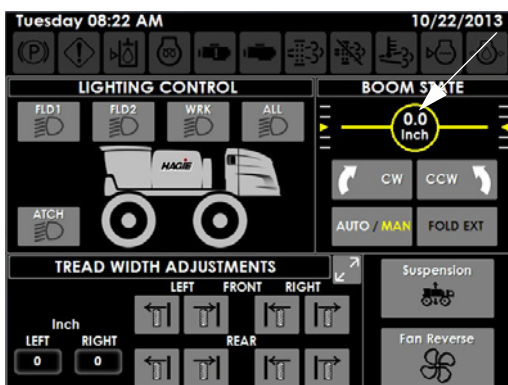 Tuesday 08:22 AM 10/22/2013
(P)
LIGHTING CONTROL
FLD1 FLD2 WRK ALL
HAGIE
ATCH
BOOM STATE
0.0
Inch
CW CCW
AUTO / MAN FOLD EXT
TREAD WIDTH ADJUSTMENTS
LEFT FRONT RIGHT
Inch
LEFT RIGHT
0 0
REAR
Suspension
Fan Reverse